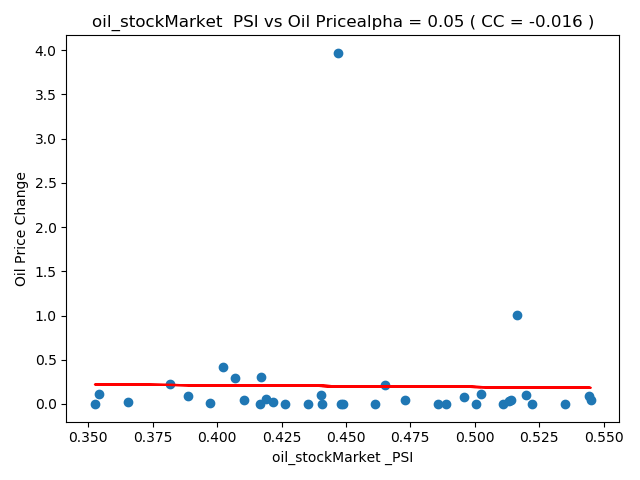 oil_stockMarket PSI vs Oil Pricealpha = 0.05 ( CC = -0.016 )
Oil Price Change
4.0
3.5
3.0
2.5
2.0
1.5
1.0
0.5
0.0
0.350 0.375 0.400 0.425 0.450 0.475 0.500 0.525 0.550
oil_stockMarket _PSI